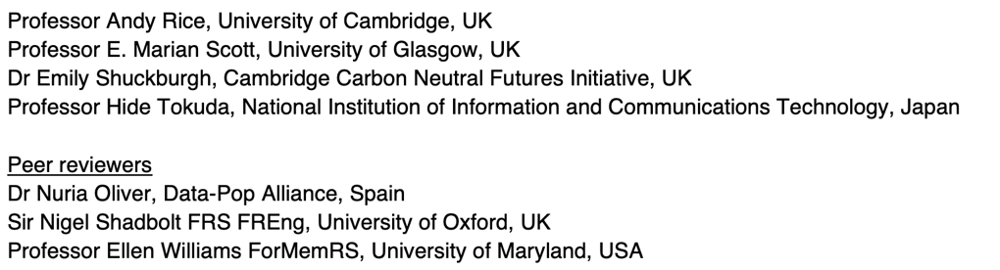 Professor Andy Rice, University of Cambridge, UK
Professor E. Marian Scott, University of Glasgow, UK
Dr Emily Shuckburgh, Cambridge Carbon Neutral Futures Initiative, UK
Professor Hide Tokuda, National Institution of Information and Communications Technology, Japan
Peer reviewers
Dr Nuria Oliver, Data-Pop Alliance, Spain
Sir Nigel Shadbolt FRS FREng, University of Oxford, UK
Professor Ellen Williams ForMemRS, University of Maryland, USA